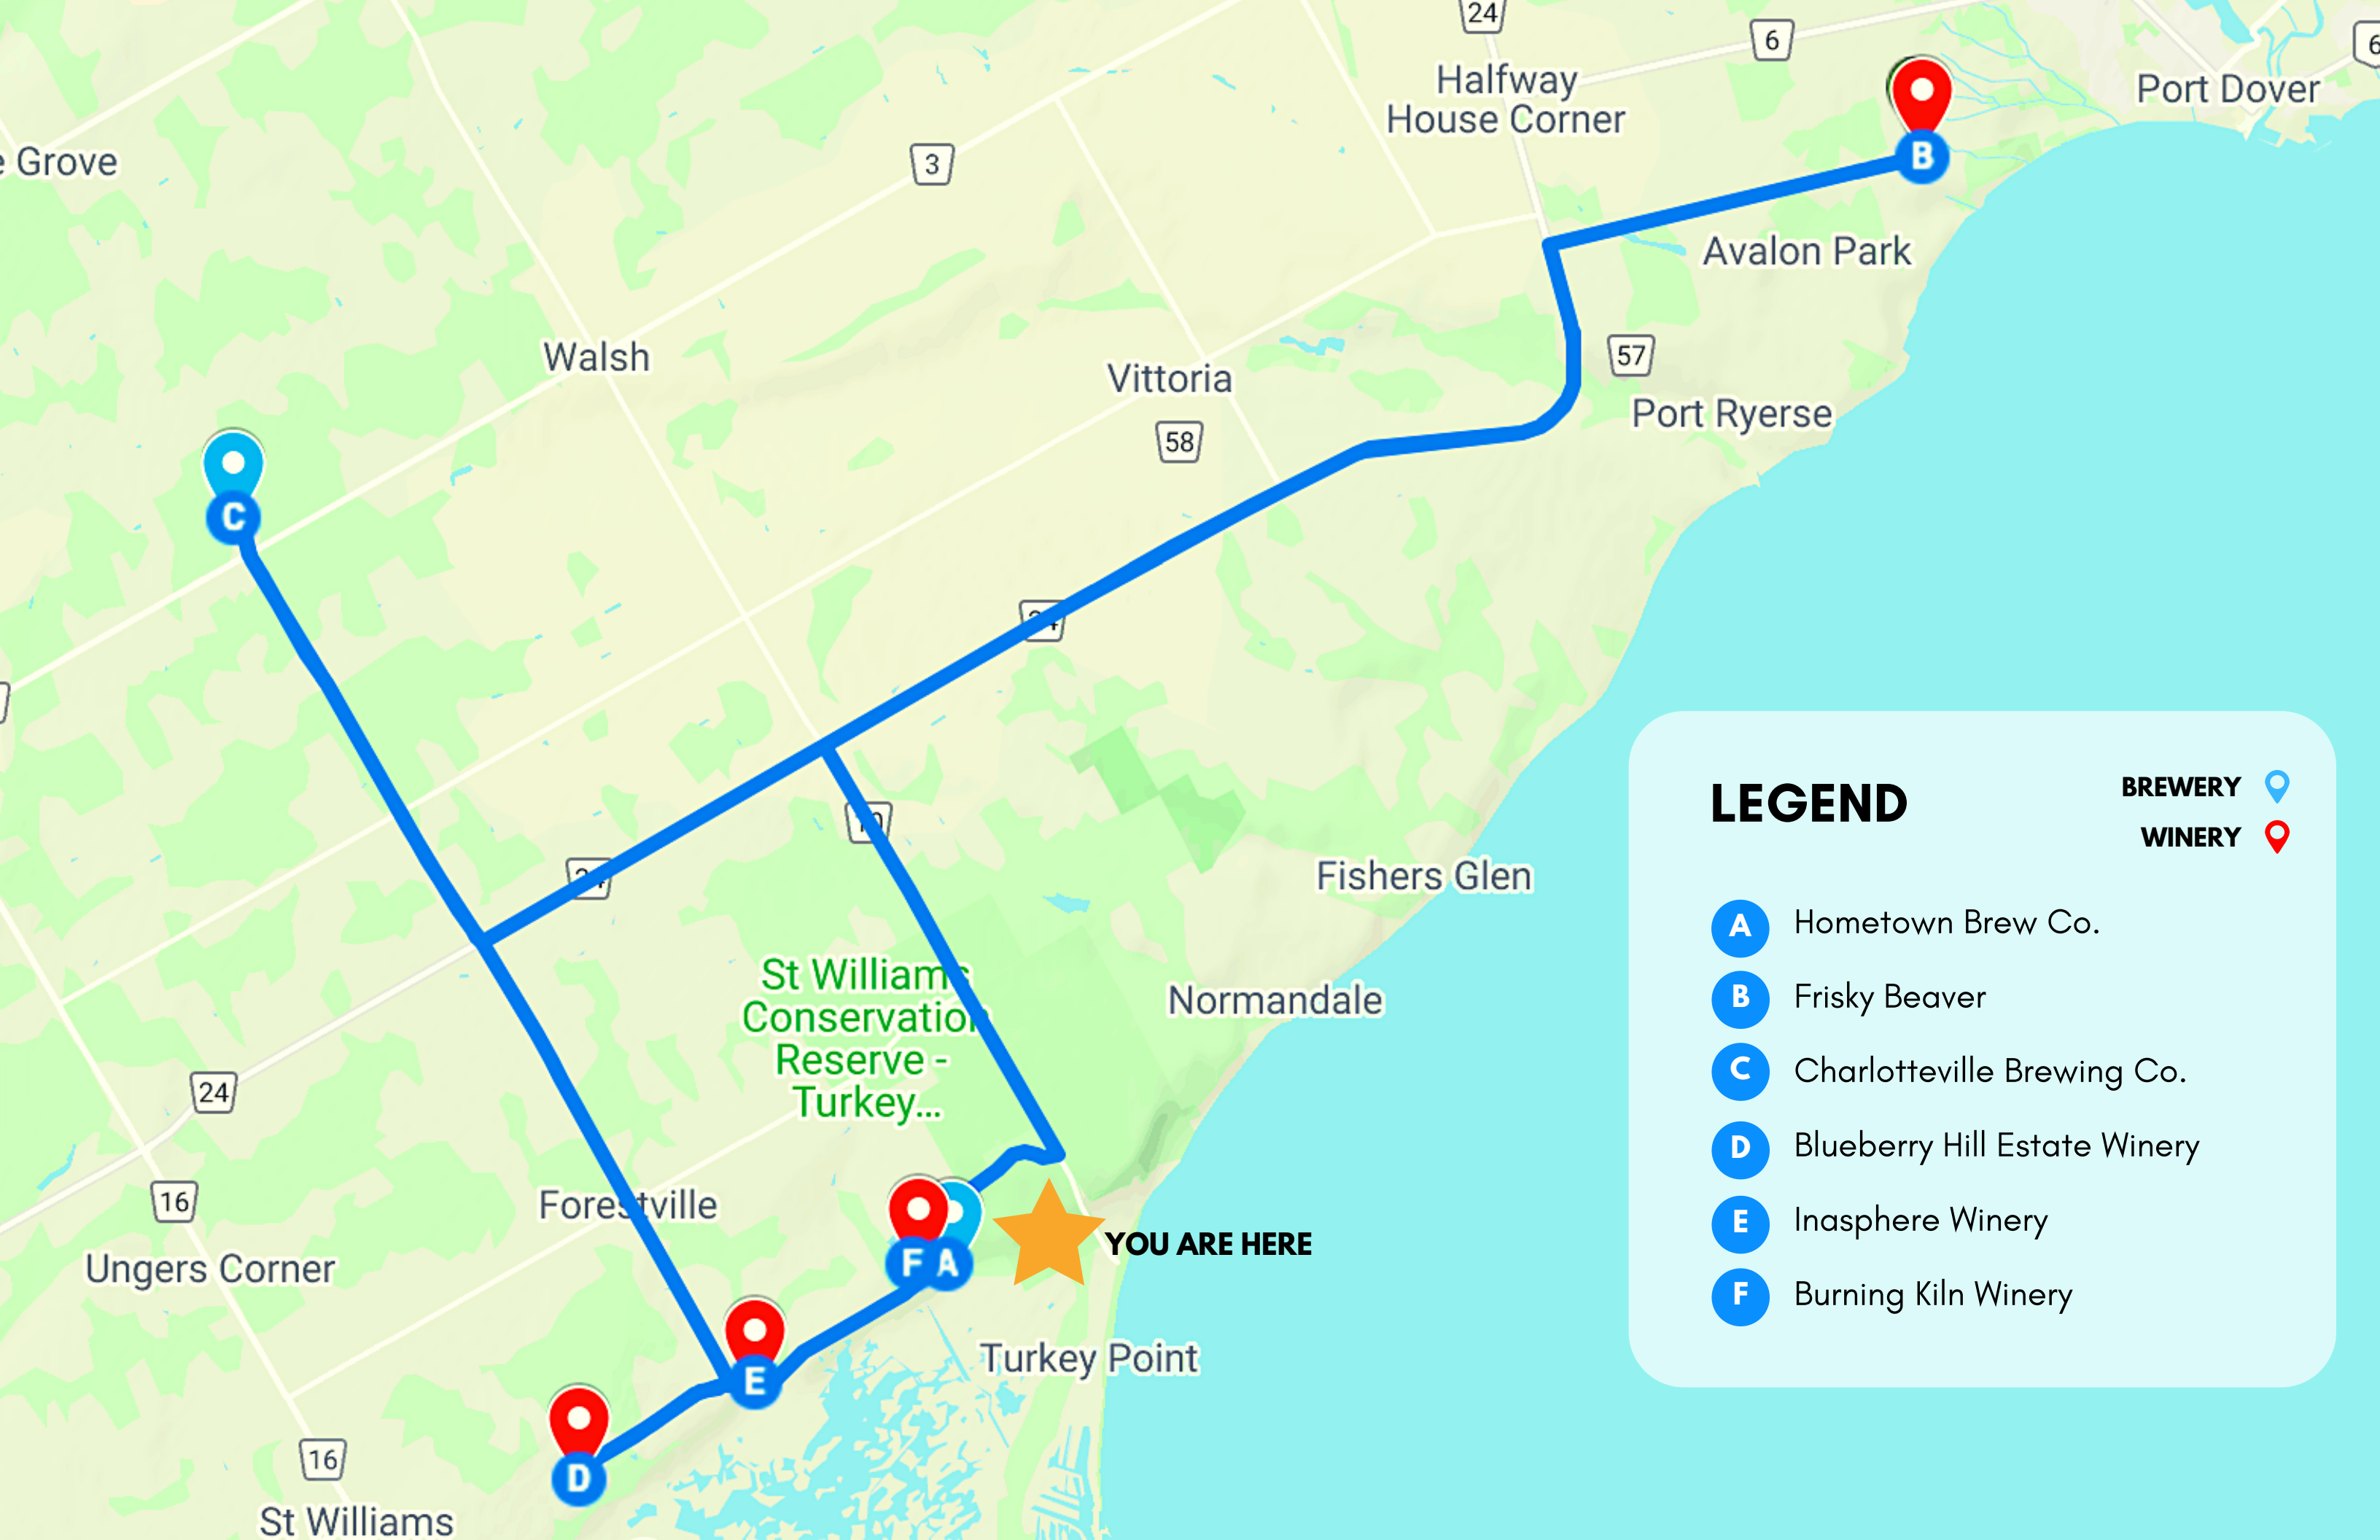 24
6
Halfway
House Corner
Port Dover
Grove
3
B
Avalon Park
Walsh
Vittoria
57
Port Ryerse
58
C
24
10
LEGEND
BREWERY
WINERY
24
Fishers Glen
A Hometown Brew Co.
St Williams
Conservation
Reserve -
Turkey...
Normandale
B Frisky Beaver
C Charlotteville Brewing Co.
24
D Blueberry Hill Estate Winery
16
Forestville
E Inasphere Winery
YOU ARE HERE
Ungers Corner
F A
F Burning Kiln Winery
Turkey Point
E
16
D
St Williams